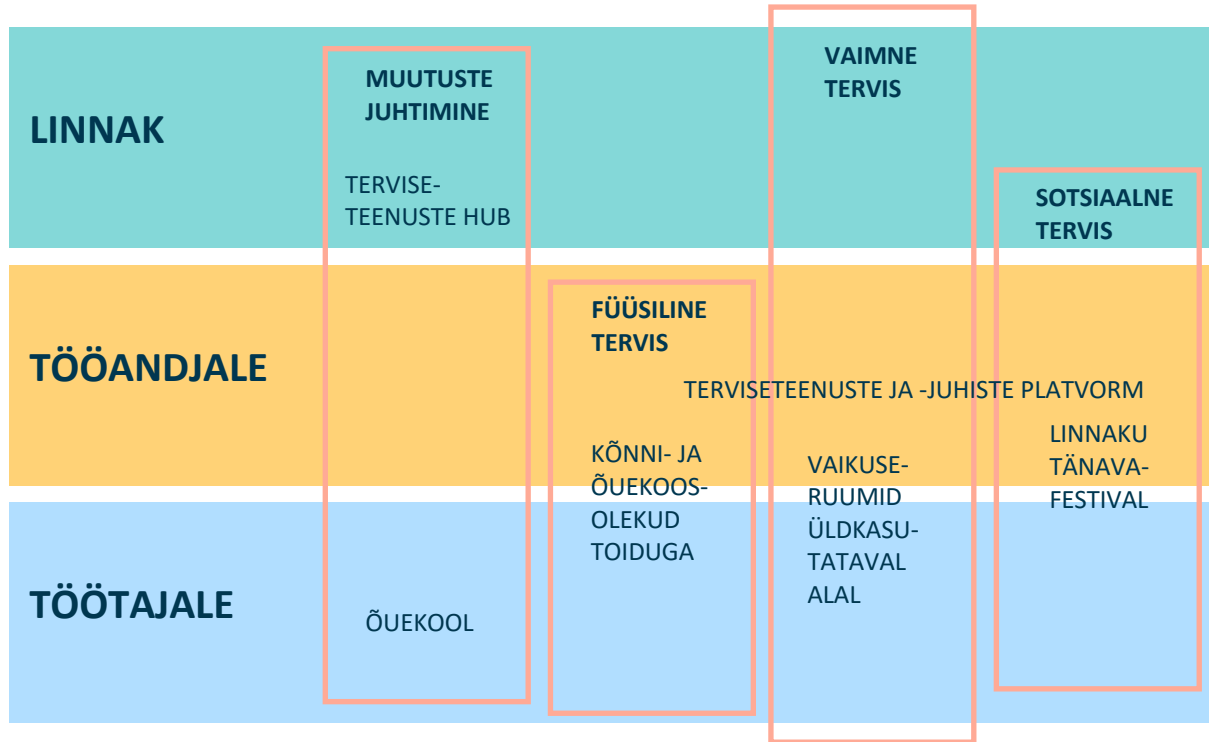 LINNAK
MUUTUSTE
JUHTIMINE
TERVISE-
TEENUSTE HUB
VAIMNE
TERVIS
SOTSIAALNE
TERVIS
TÖÖANDJALE
FÜÜSILINE
TERVIS
TERVISETEENUSTE JA -JUHISTE PLATVORM
KÕNNI- JA
ÕUEKOOS-
OLEKUD
TOIDUGA
VAIKUSE-
RUUMID
ÜLDKASU-
TATAVAL
ALAL
LINNAKU
TÄNAVA-
FESTIVAL
TÖÖTAJALE
ÕUEKOOL